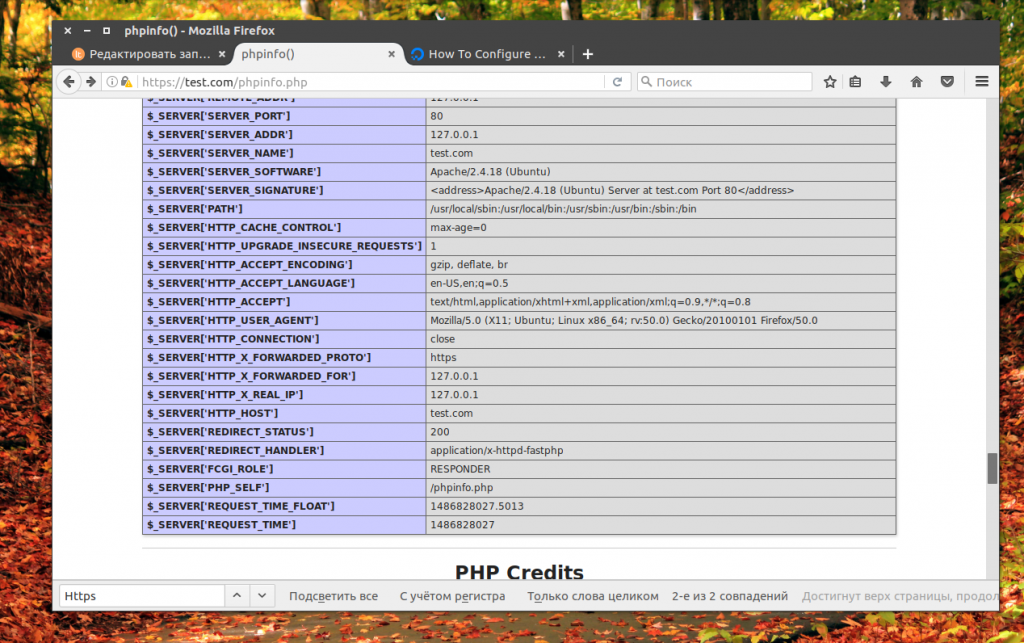 phpinfo() - Mozilla Firefox
Редактировать зап...
phpinfo()
How To Configure ...
https://test.com/phpinfo.php
Поиск
$_SERVER['REMOTE_ADDR'] 127.0.0.1
$_SERVER['SERVER_PORT'] 80
$_SERVER['SERVER_ADDR'] 127.0.0.1
$_SERVER['SERVER_NAME'] test.com
$_SERVER['SERVER_SOFTWARE'] Apache/2.4.18 (Ubuntu)
$_SERVER['SERVER_SIGNATURE'] <address>Apache/2.4.18 (Ubuntu) Server at test.com Port 80</address>
$_SERVER['PATH'] /usr/local/sbin:/usr/local/bin:/usr/sbin:/usr/bin:/sbin:/bin
$_SERVER['HTTP_CACHE_CONTROL'] max-age=0
$_SERVER['HTTP_UPGRADE_INSECURE_REQUESTS'] 1
$_SERVER['HTTP_ACCEPT_ENCODING'] gzip, deflate, br
$_SERVER['HTTP_ACCEPT_LANGUAGE'] en-US,en;q=0.5
$_SERVER['HTTP_ACCEPT'] text/html,application/xhtml+xml,application/xml;q=0.9,*/*;q=0.8
$_SERVER['HTTP_USER_AGENT'] Mozilla/5.0 (X11; Ubuntu; Linux x86_64; rv:50.0) Gecko/20100101 Firefox/50.0
$_SERVER['HTTP_CONNECTION'] close
$_SERVER['HTTP_X_FORWARDED_PROTO'] https
$_SERVER['HTTP_X_FORWARDED_FOR'] 127.0.0.1
$_SERVER['HTTP_X_REAL_IP'] 127.0.0.1
$_SERVER['HTTP_HOST'] test.com
$_SERVER['REDIRECT_STATUS'] 200
$_SERVER['REDIRECT_HANDLER'] application/x-httpd-fastphp
$_SERVER['FCGI_ROLE'] RESPONDER
$_SERVER['PHP_SELF'] /phpinfo.php
$_SERVER['REQUEST_TIME_FLOAT'] 1486828027.5013
$_SERVER['REQUEST_TIME'] 1486828027
PHP Credits
Https
Подсветить все
С учётом регистра
Только слова целиком
2-е из 2 совпадений
Достигнут верх страницы, продол